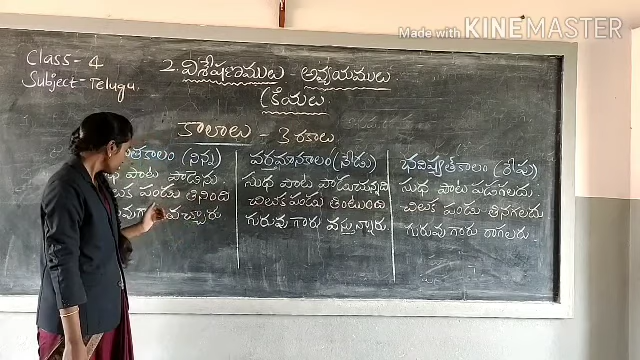 Made with KINEMASTER
Class - 4
Subject - Telugu.
2. విశేషణములు అవ్యయములు
క్రియలు
కాలాలు - 3 రకాలు.
తకాలం (నిన్న)
పాట పాడెను
పండు తినింది
వచ్చారు
వర్తమానకాలం (నేడు)
సుధ పాట పాడుచున్నది
చిలుక పండు తింటుంది
గురువు గారు వస్తున్నారు
భవిష్యత్‌కాలం (రేపు)
సుధ పాట పడగలదు.
చిలుక పండు తినగలదు
గురువు గారు రాగలరు.